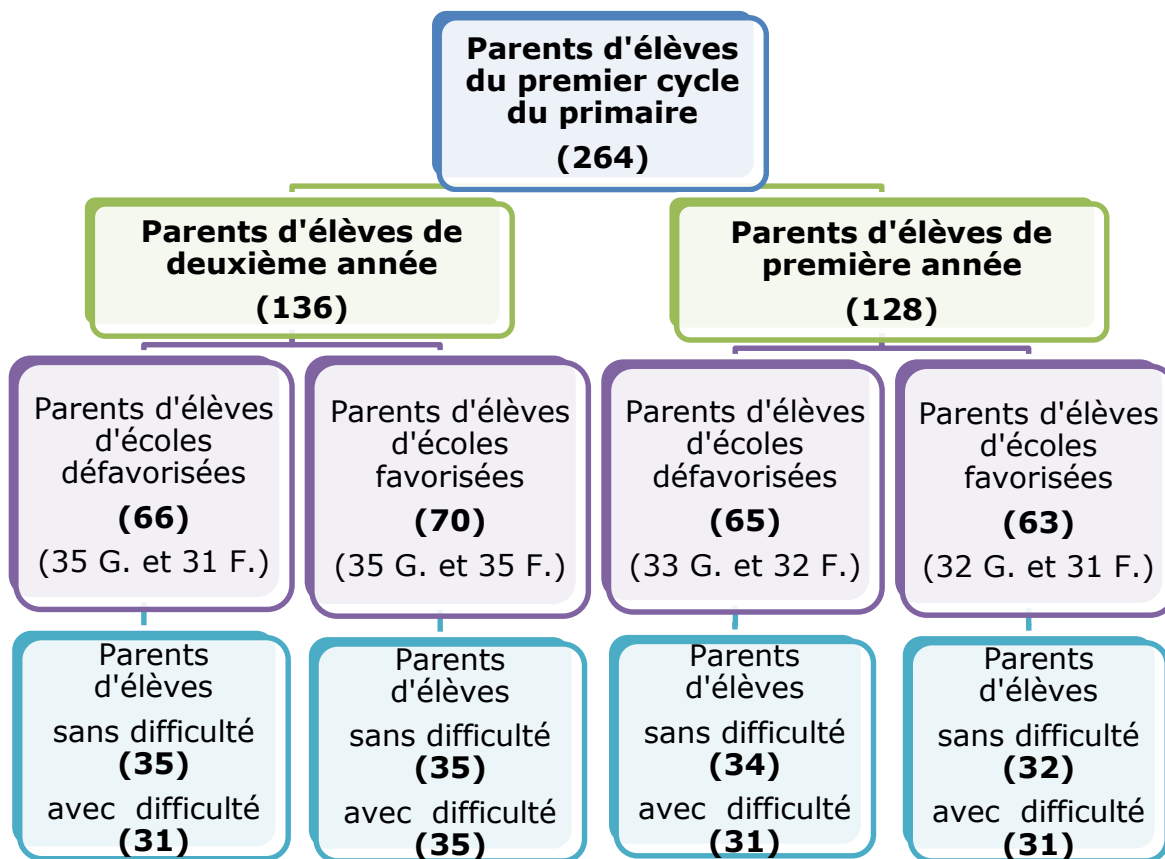 Parents d'élèves
du premier cycle
du primaire
(264)
Parents d'élèves de
deuxième année
(136)
Parents d'élèves de
première année
(128)
Parents d'élèves
d'écoles
défavorisées
(66)
(35 G. et 31 F.)
Parents d'élèves
d'écoles
favorisées
(70)
(35 G. et 35 F.)
Parents d'élèves
d'écoles
défavorisées
(65)
(33 G. et 32 F.)
Parents d'élèves
d'écoles
favorisées
(63)
(32 G. et 31 F.)
Parents
d'élèves
sans difficulté
(35)
avec difficulté
(31)
Parents
d'élèves
sans difficulté
(35)
avec difficulté
(35)
Parents
d'élèves
sans difficulté
(34)
avec difficulté
(31)
Parents
d'élèves
sans difficulté
(32)
avec difficulté
(31)